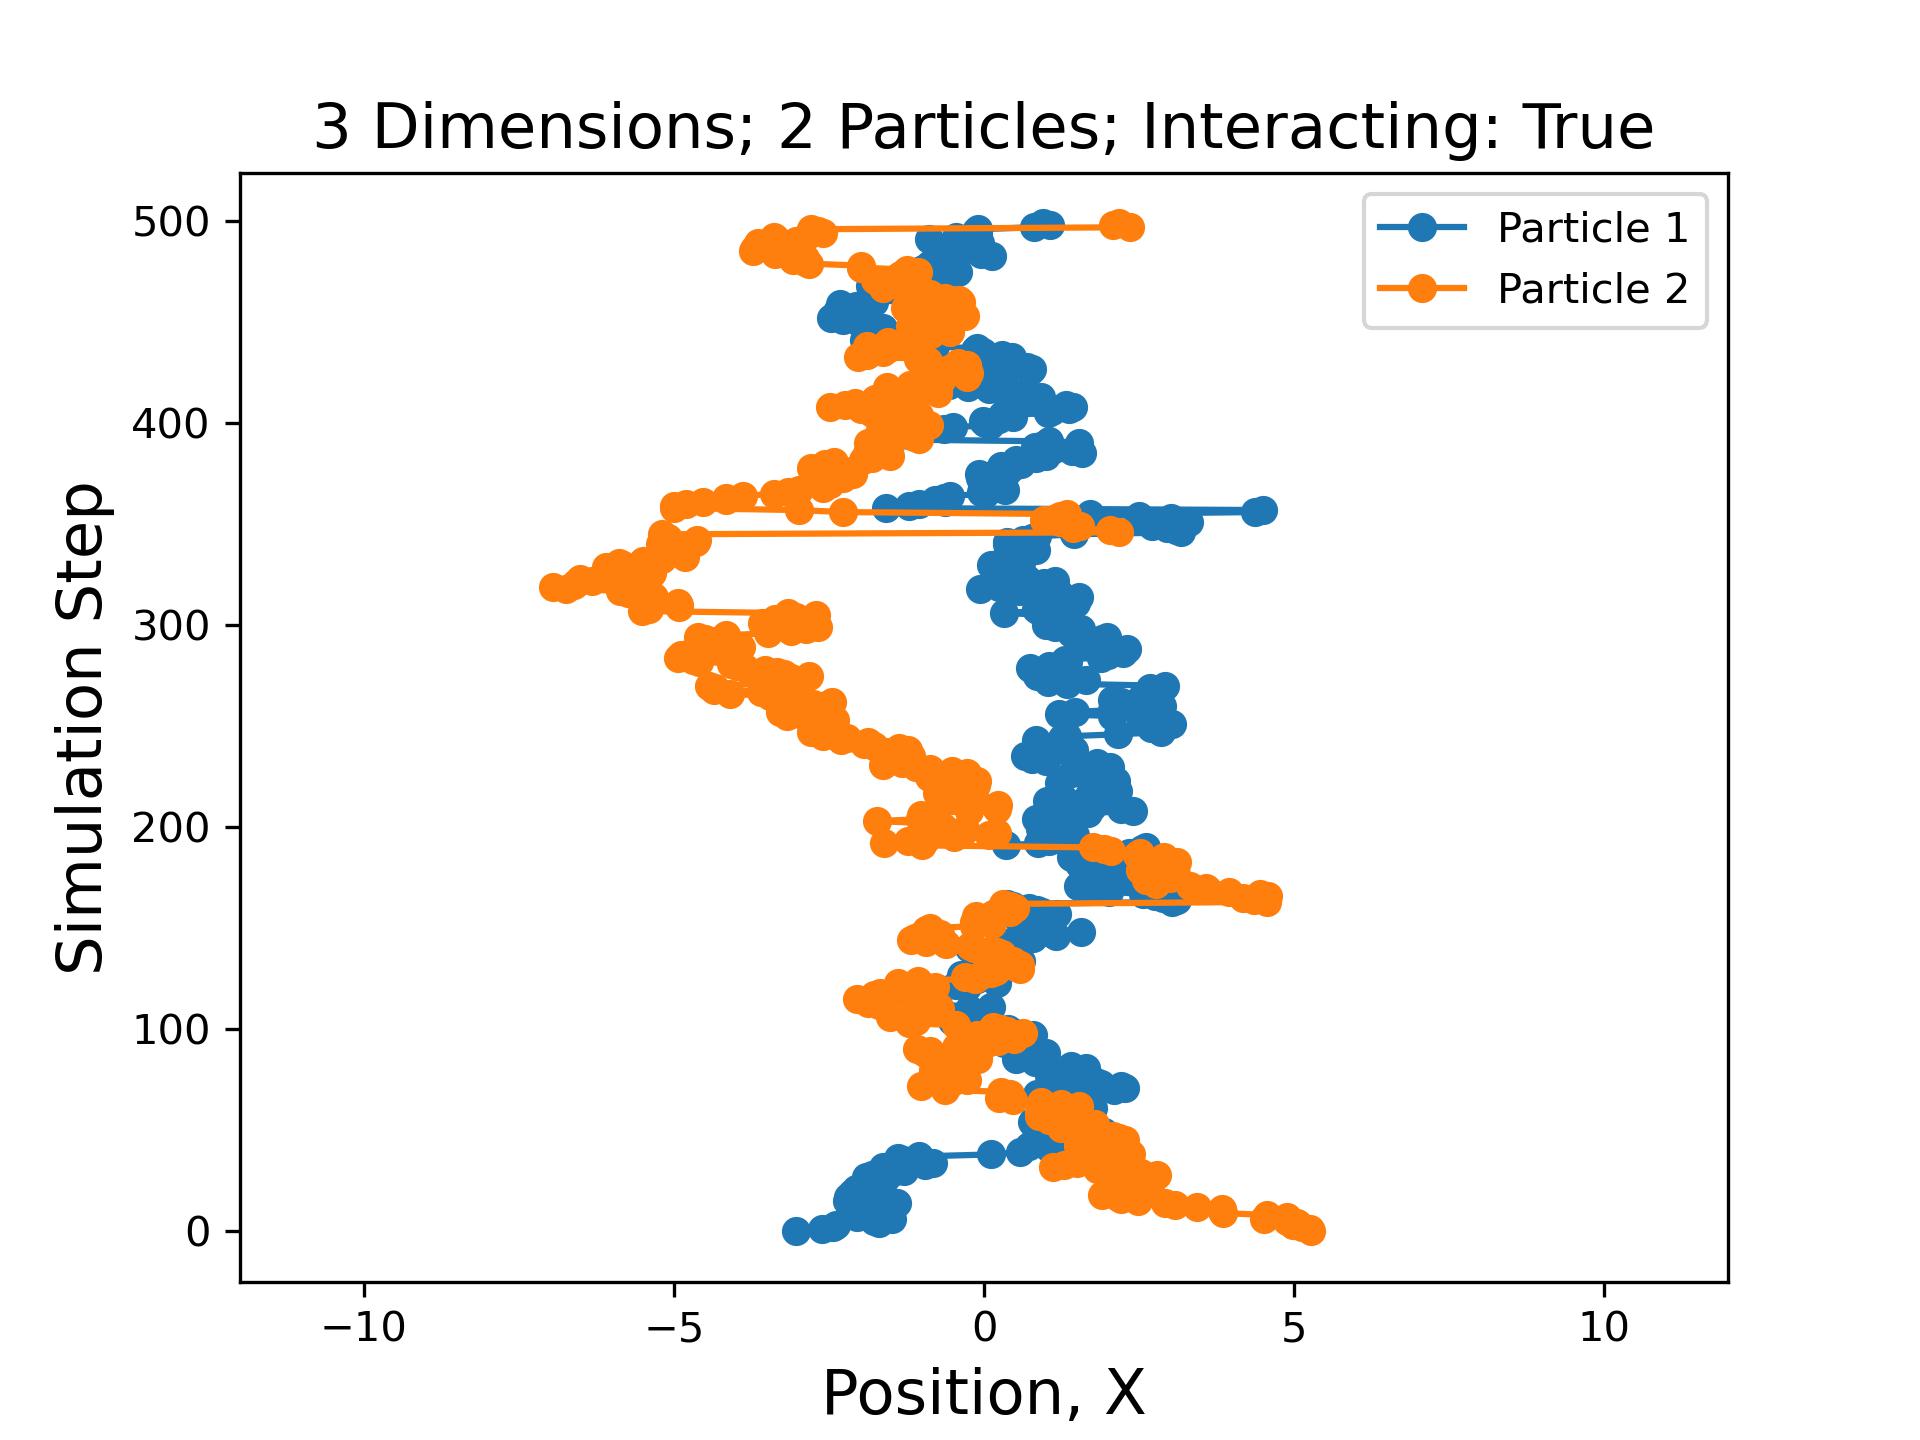 3 Dimensions; 2 Particles; Interacting: True
Particle 1
Particle 2
500
400
300
200
100
0
Simulation Step
−10
−5
0
5
10
Position, X